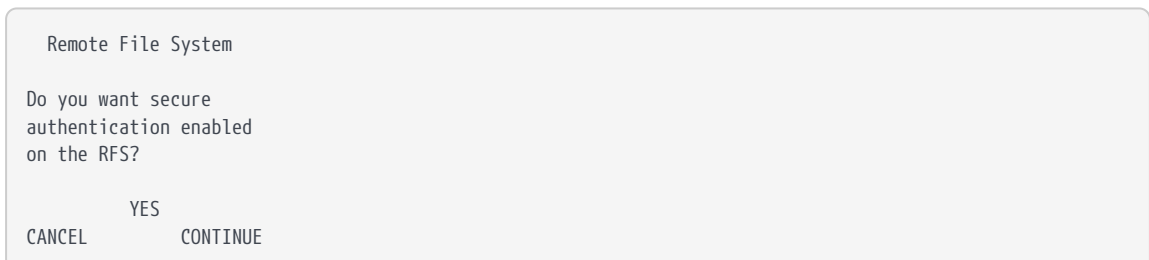 Remote File System
Do you want secure
authentication enabled
on the RFS?
YES
CANCEL CONTINUE